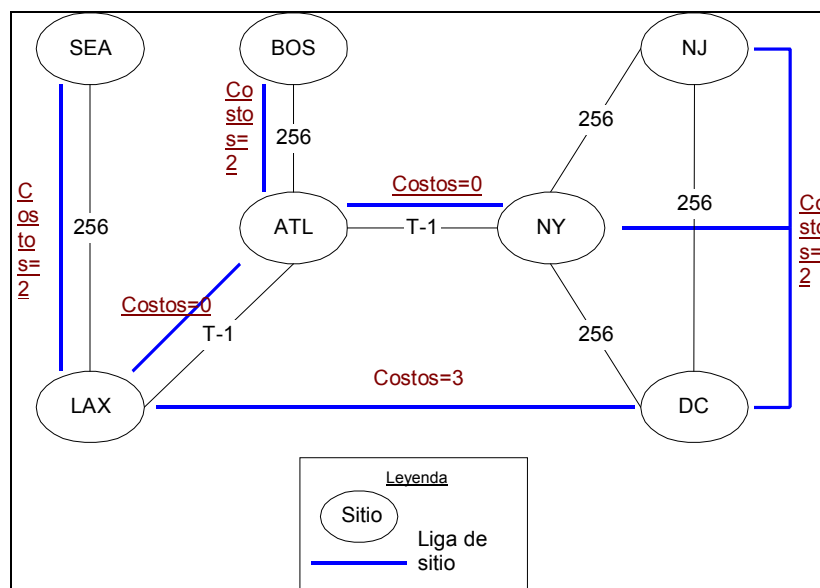 SEA
BOS
NJ
Co
sto
s=
2
256
256
C
os
to
s=
2
256
Costos=0
ATL
T-1
NY
256
Co
sto
s=
2
Costos=0
T-1
256
Costos=3
LAX
DC
Leyenda
Sitio
Liga de
sitio